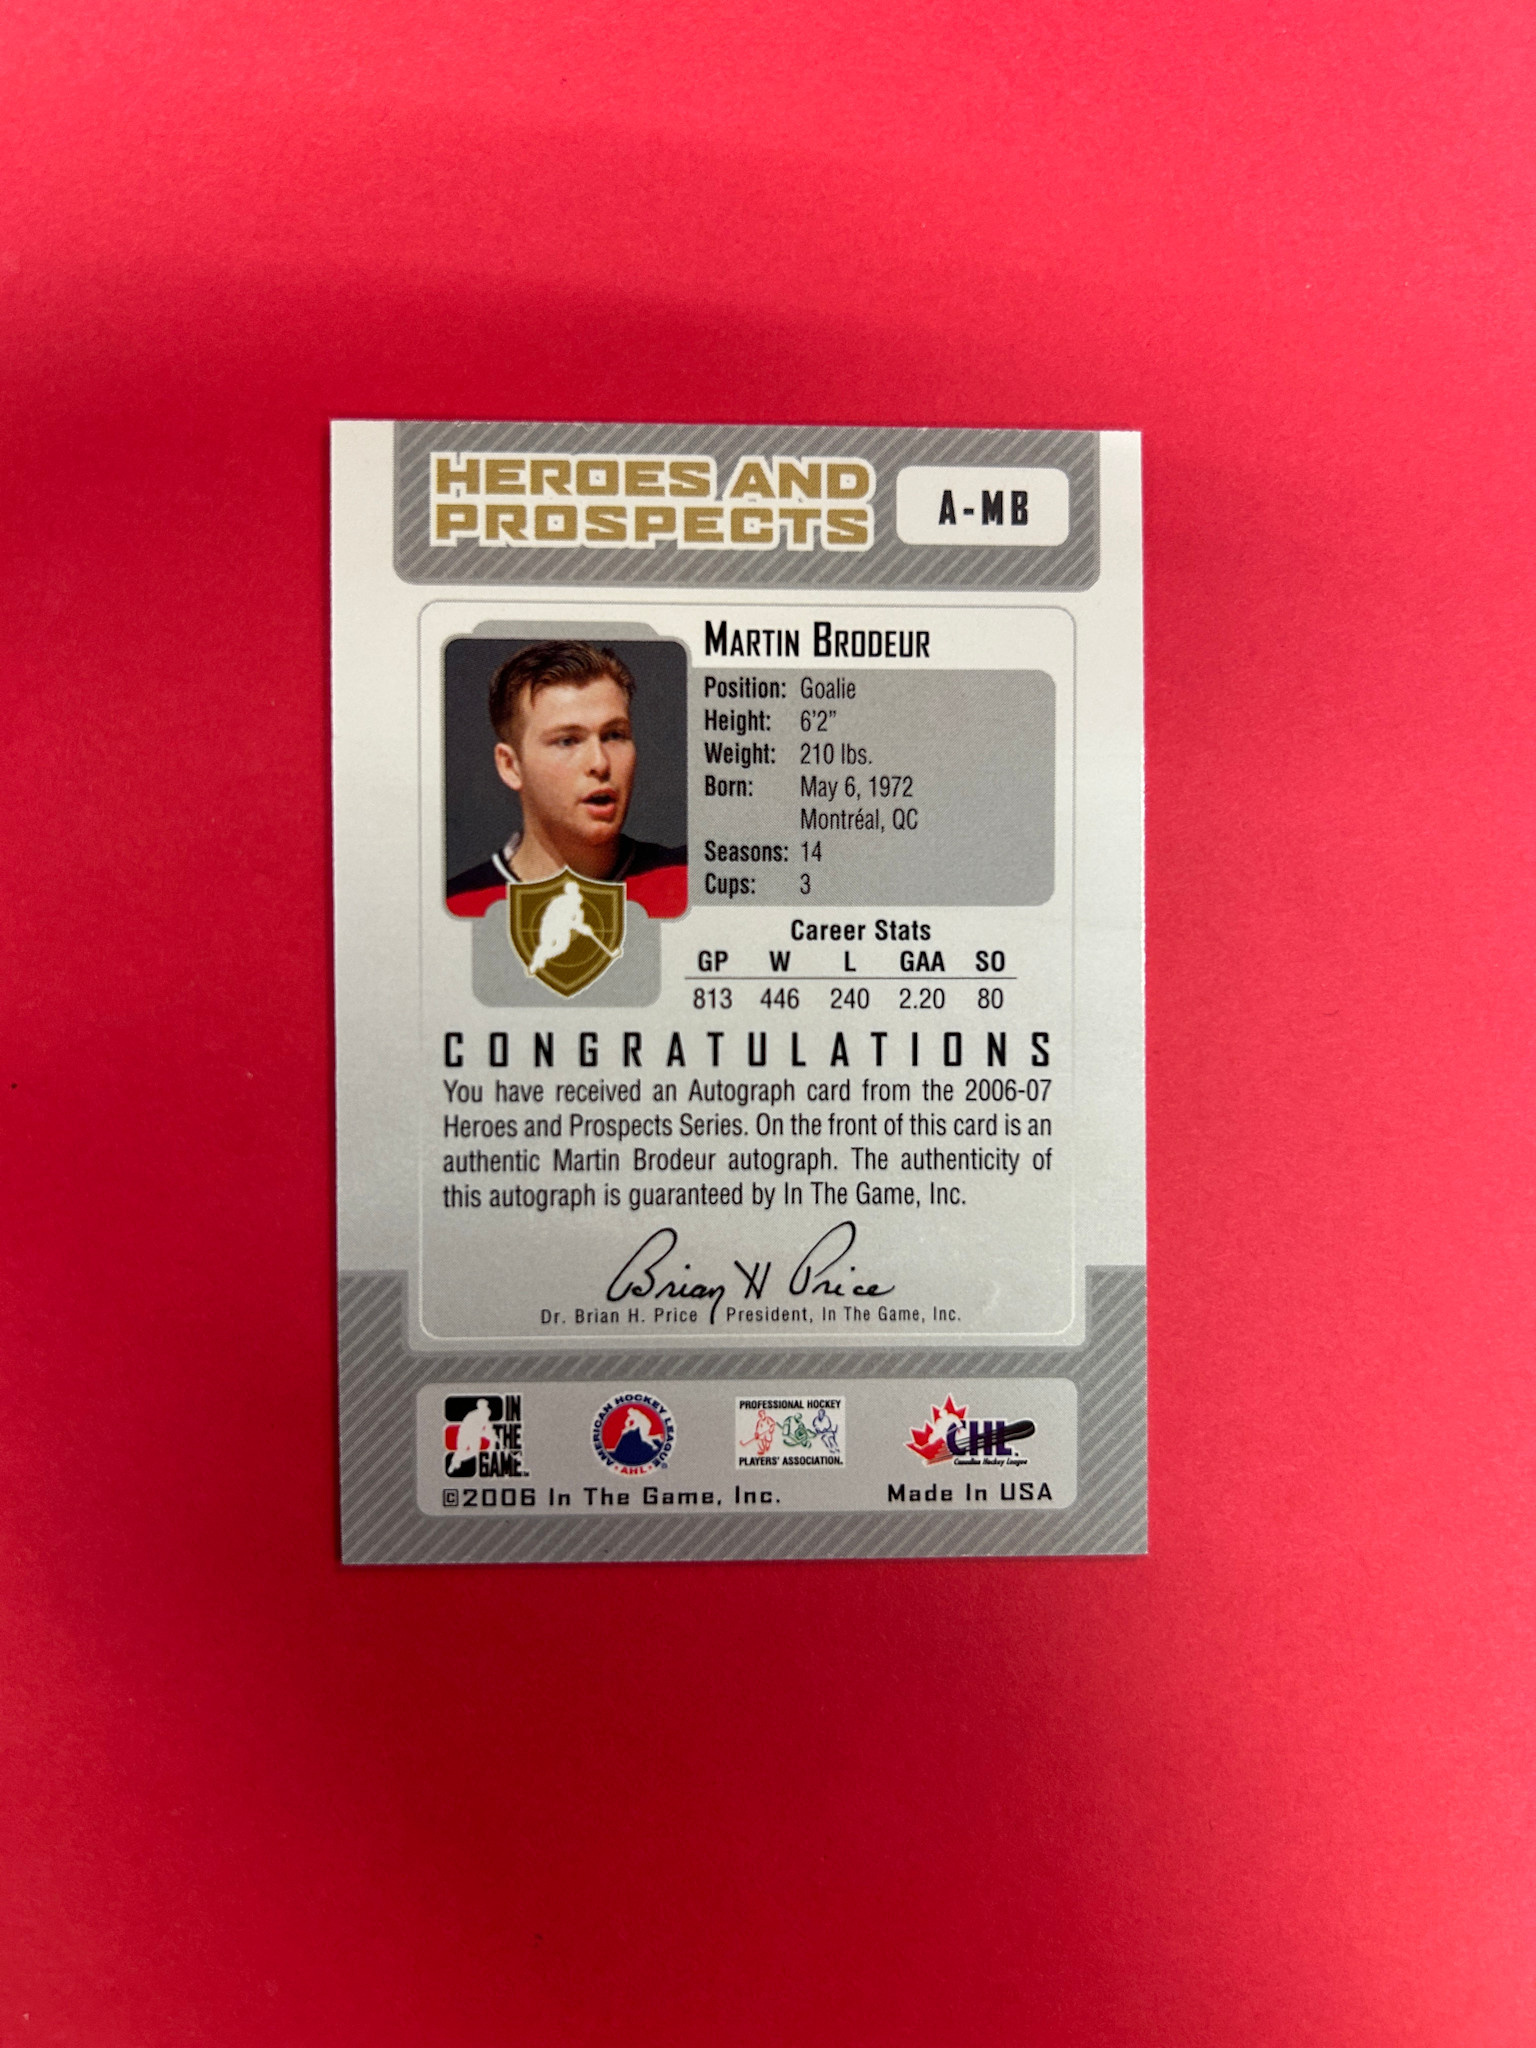 HEROES AND
PROSPECTS
A-MB
MARTIN BRODEUR
Position: Goalie
Height: 6'2"
Weight: 210 lbs.
Born: May 6, 1972
Montréal, QC
Seasons: 14
Cups: 3
Career Stats
GP W L GAA SO
813 446 240 2.20 80
CONGRATULATIONS
You have received an Autograph card from the 2006-07
Heroes and Prospects Series. On the front of this card is an
authentic Martin Brodeur autograph. The authenticity of
this autograph is guaranteed by In The Game, Inc.
Brian H Price
Dr. Brian H. Price President, In The Game, Inc.
IN
THE
GAME
AMERICAN HOCKEY LEAGUE
AHL
PROFESSIONAL HOCKEY
PLAYERS' ASSOCIATION.
CHL
Canadian Hockey League
©2006 In The Game, Inc.
Made In USA